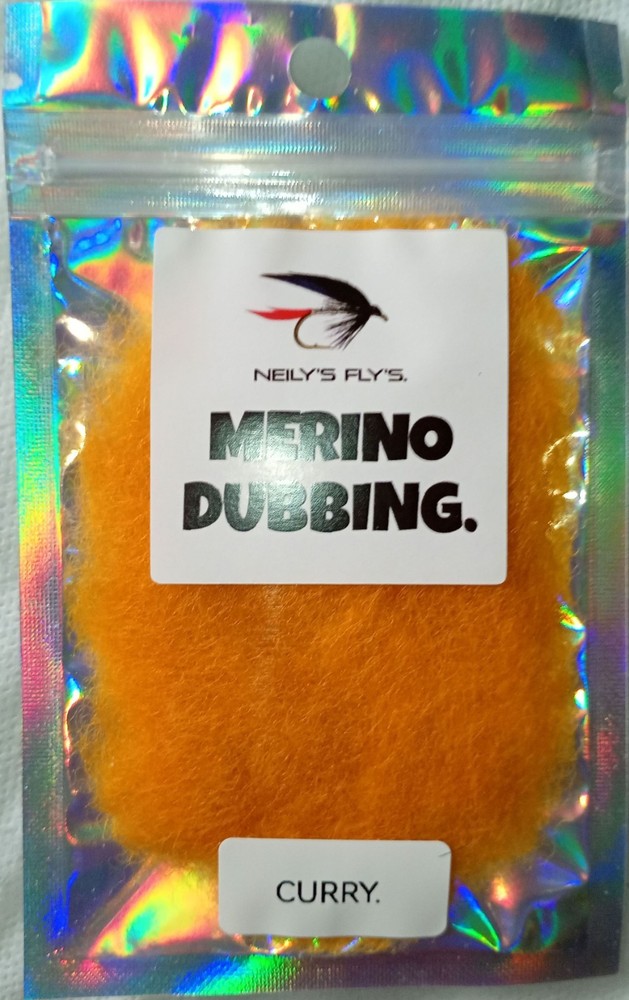 NEILY'S FLY'S.
MERINO
DUBBING.
CURRY.